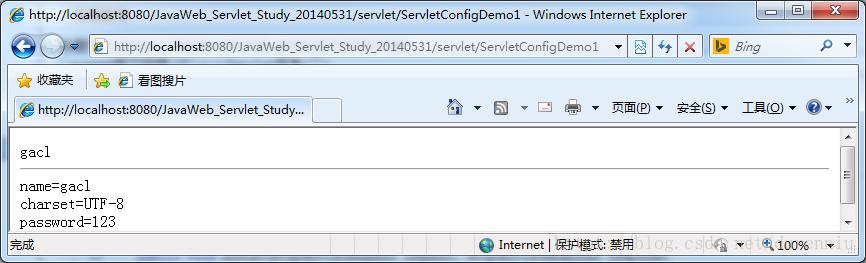 http://localhost:8080/JavaWeb_Servlet_Study_20140531/servlet/ServletConfigDemo1 - Windows Internet Explorer
http://localhost:8080/JavaWeb_Servlet_Study_20140531/servlet/ServletConfigDemo1 Bing
收藏夹 看图搜片
http://localhost:8080/JavaWeb_Servlet_Study... 页面(P) 安全(S) 工具(O)
gacl
name=gacl
charset=UTF-8
password=123
完成 Internet | 保护模式: 禁用 100%